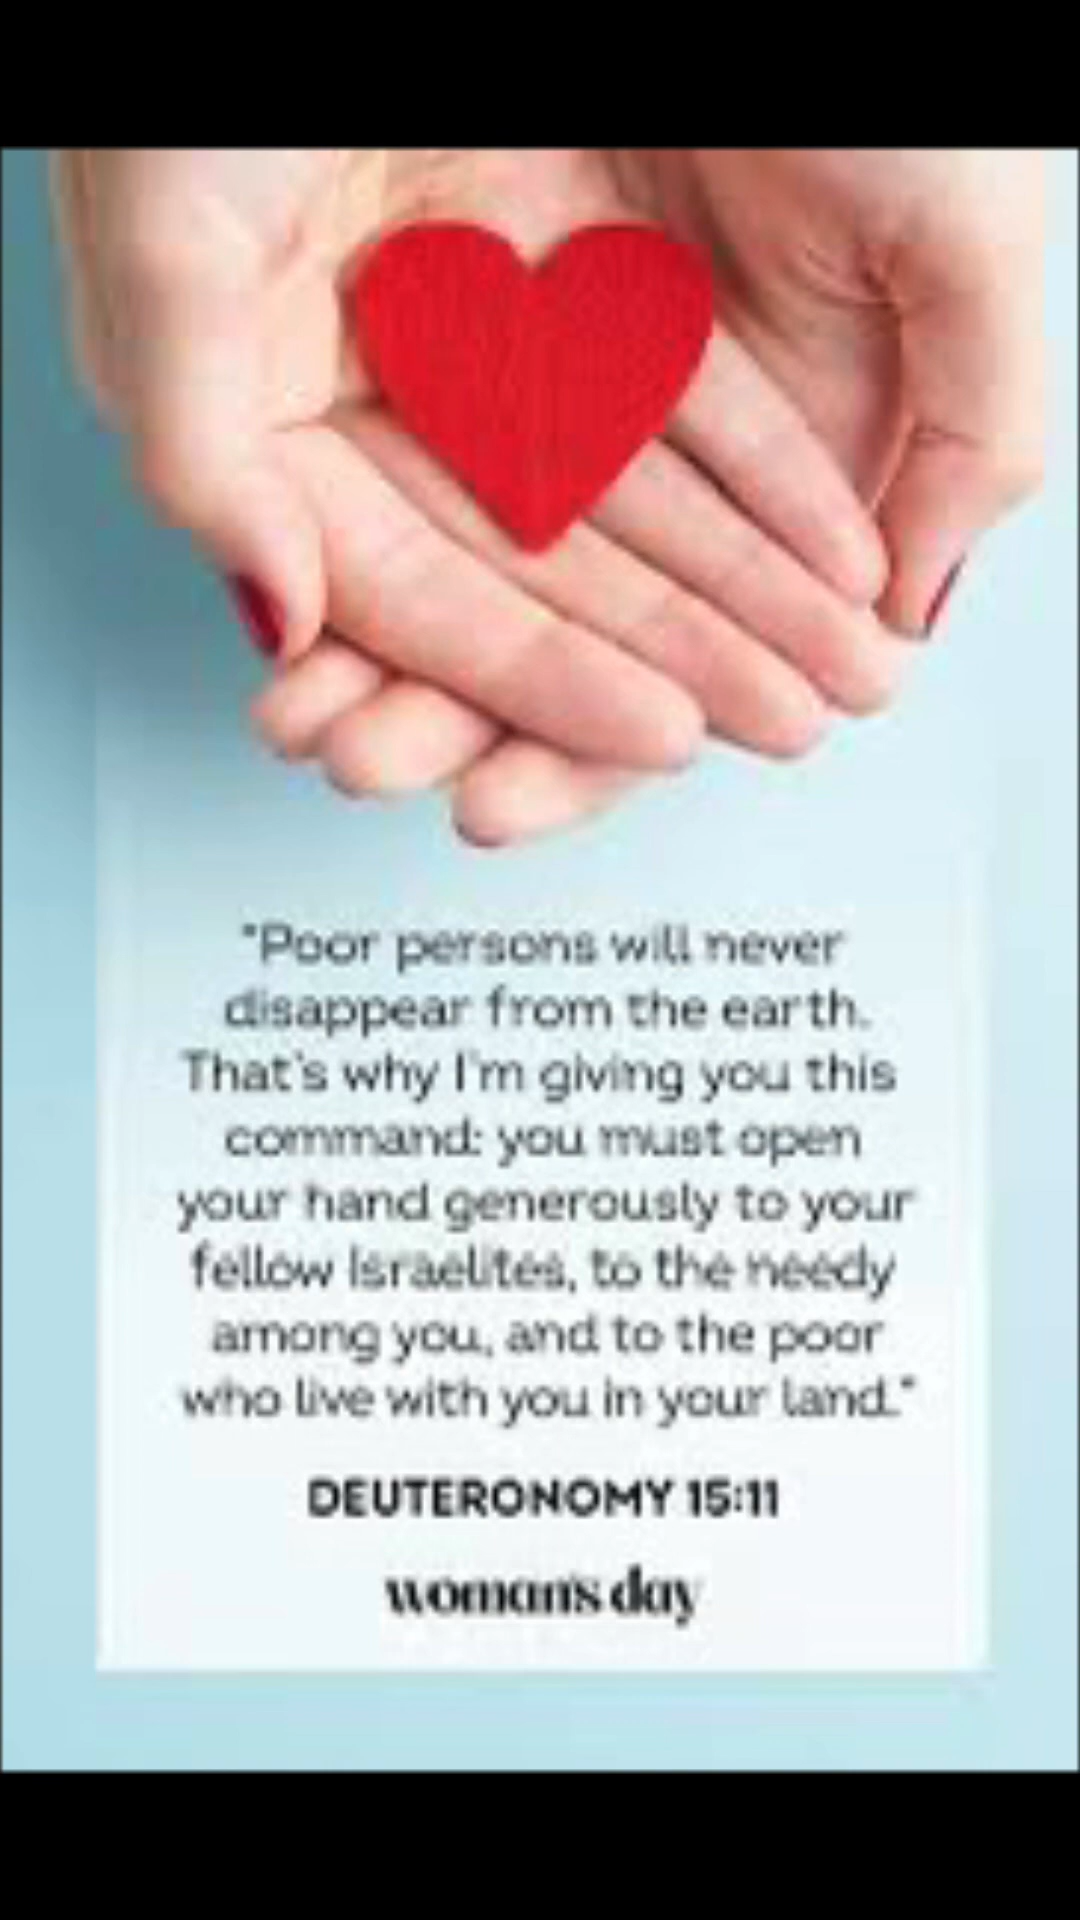 "Poor persons will never
disappear from the earth.
That's why I'm giving you this
command: you must open
your hand generously to your
fellow Israelites, to the needy
among you, and to the poor
who live with you in your land."
DEUTERONOMY 15:11
woman's day